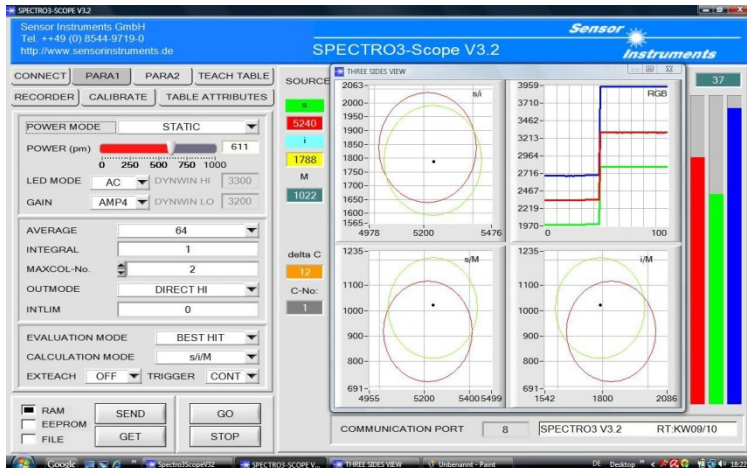 SPECTRO3-SCOPE V3.2
Sensor Instruments GmbH
Tel. ++49 (0) 8544-9719-0
http://www.sensorinstruments.de
SPECTRO3-Scope V3.2
Sensor
Instruments
CONNECT PARA1 PARA2 TEACH TABLE
RECORDER CALIBRATE TABLE ATTRIBUTES
POWER MODE STATIC
POWER (pm) 611
0 250 500 750 1000
LED MODE AC DYNWIN HI 3300
GAIN AMP4 DYNWIN LO 3200
AVERAGE 64
INTEGRAL 1
MAXCOL-No. 2
OUTMODE DIRECT HI
INTLIM 0
EVALUATION MODE BEST HIT
CALCULATION MODE s/i/M
EXTEACH OFF TRIGGER CONT
RAM
EEPROM
FILE
SEND GO
GET STOP
SOURCE
s
5240
i
1788
M
1022
delta C
12
C-No:
1
THREE SIDES VIEW
37
s/i
2063
2000
1950
1900
1850
1800
1750
1700
1650
1600
1565
4978 5200 5476
RGB
3959
3710
3462
3213
2964
2716
2467
2219
1970
0 100
s/M
1235
1100
1000
900
800
691
4955 5200 5400 5499
i/M
1235
1100
1000
900
800
691
1542 1800 2086
COMMUNICATION PORT 8 SPECTRO3 V3.2 RT:KW09/10
Google Spectro3ScopeV32 SPECTRO3-SCOPE V... THREE SIDES VIEW Unbenannt - Paint DE Desktop 18:22